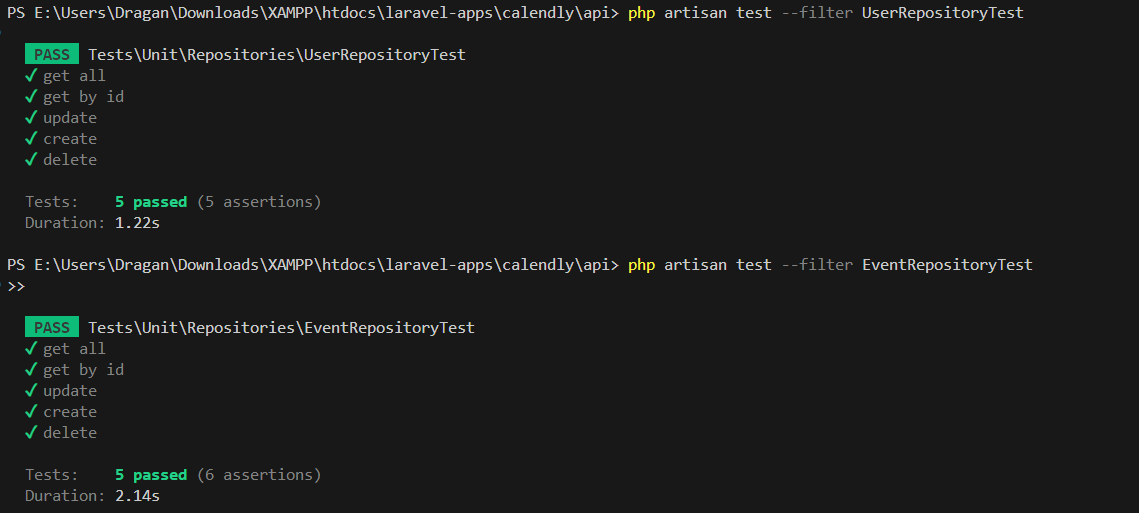 PS E:\Users\Dragan\Downloads\XAMPP\htdocs\laravel-apps\calendly\api> php artisan test --filter UserRepositoryTest
PASS Tests\Unit\Repositories\UserRepositoryTest
✓ get all
✓ get by id
✓ update
✓ create
✓ delete
Tests: 5 passed (5 assertions)
Duration: 1.22s
PS E:\Users\Dragan\Downloads\XAMPP\htdocs\laravel-apps\calendly\api> php artisan test --filter EventRepositoryTest
>>
PASS Tests\Unit\Repositories\EventRepositoryTest
✓ get all
✓ get by id
✓ update
✓ create
✓ delete
Tests: 5 passed (6 assertions)
Duration: 2.14s